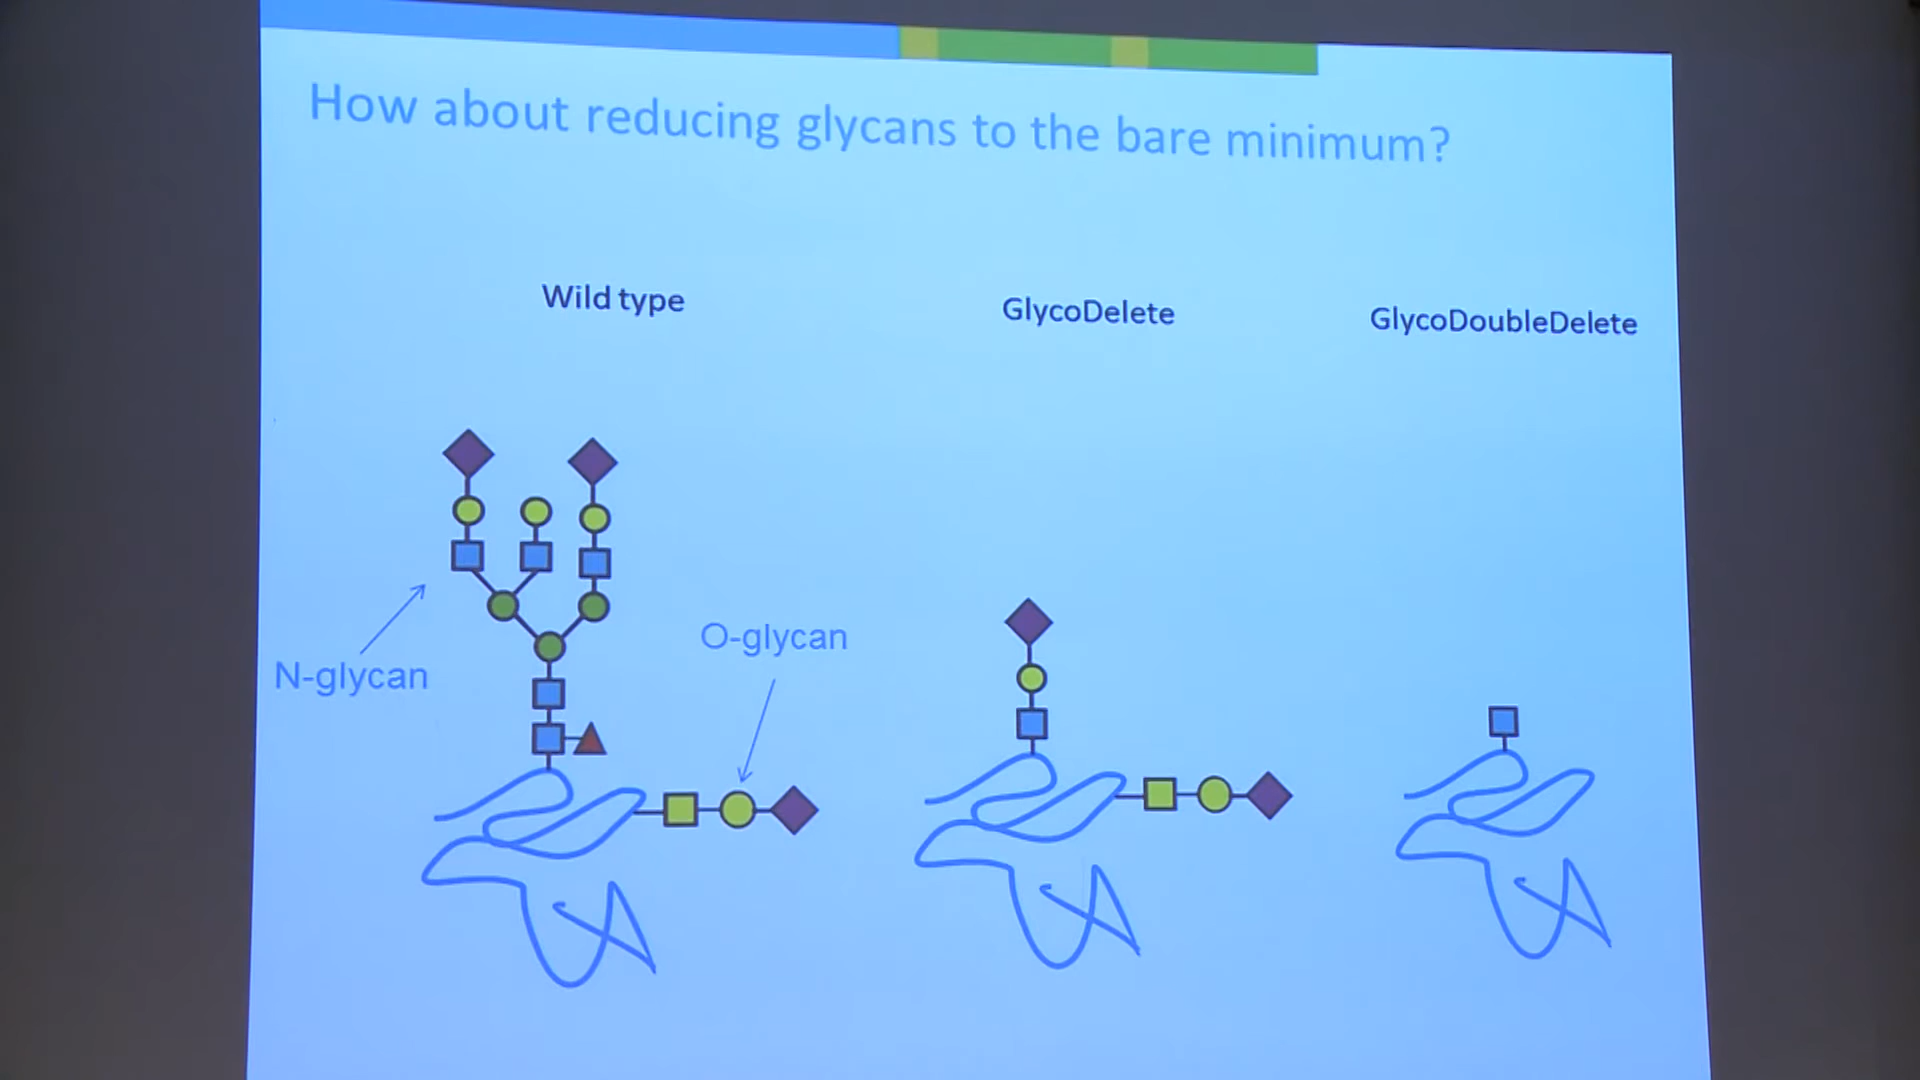 How about reducing glycans to the bare minimum?
Wild type
GlycoDelete
GlycoDoubleDelete
O-glycan
N-glycan